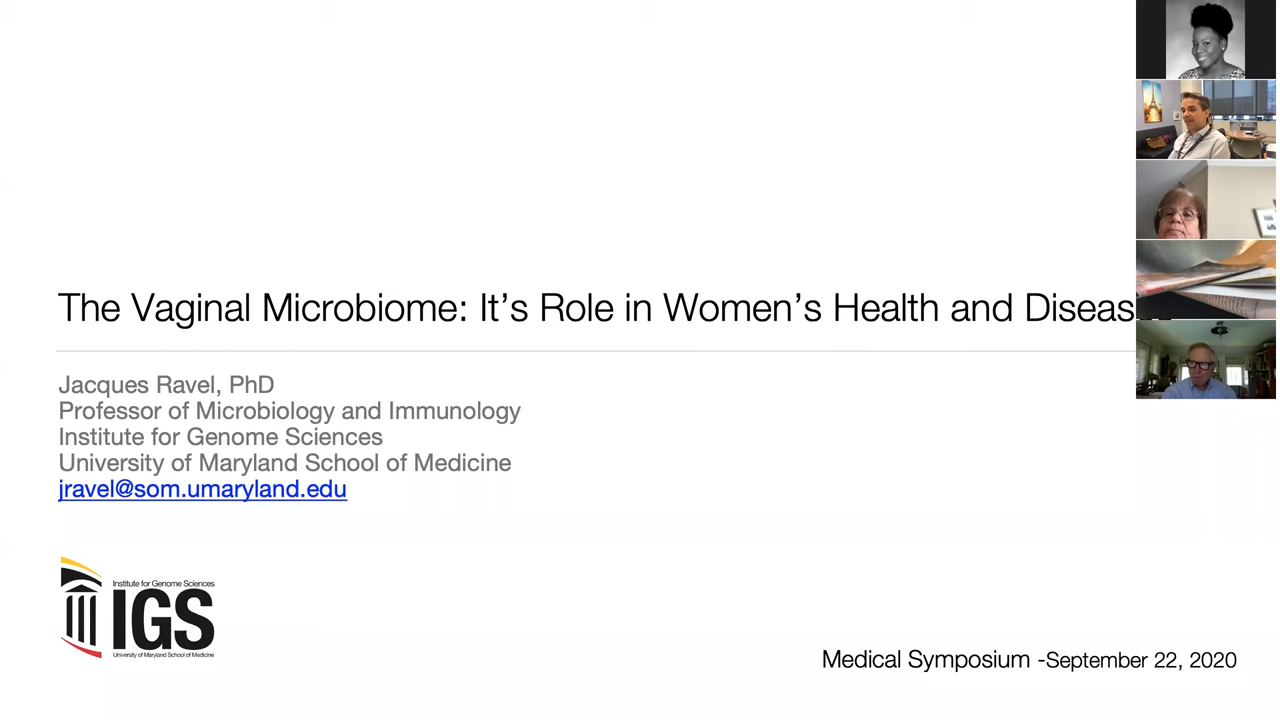 The Vaginal Microbiome: It's Role in Women's Health and Diseas
Jacques Ravel, PhD
Professor of Microbiology and Immunology
Institute for Genome Sciences
University of Maryland School of Medicine
jravel@som.umaryland.edu
Institute for Genome Sciences
IGS
University of Maryland School of Medicine
Medical Symposium -September 22, 2020